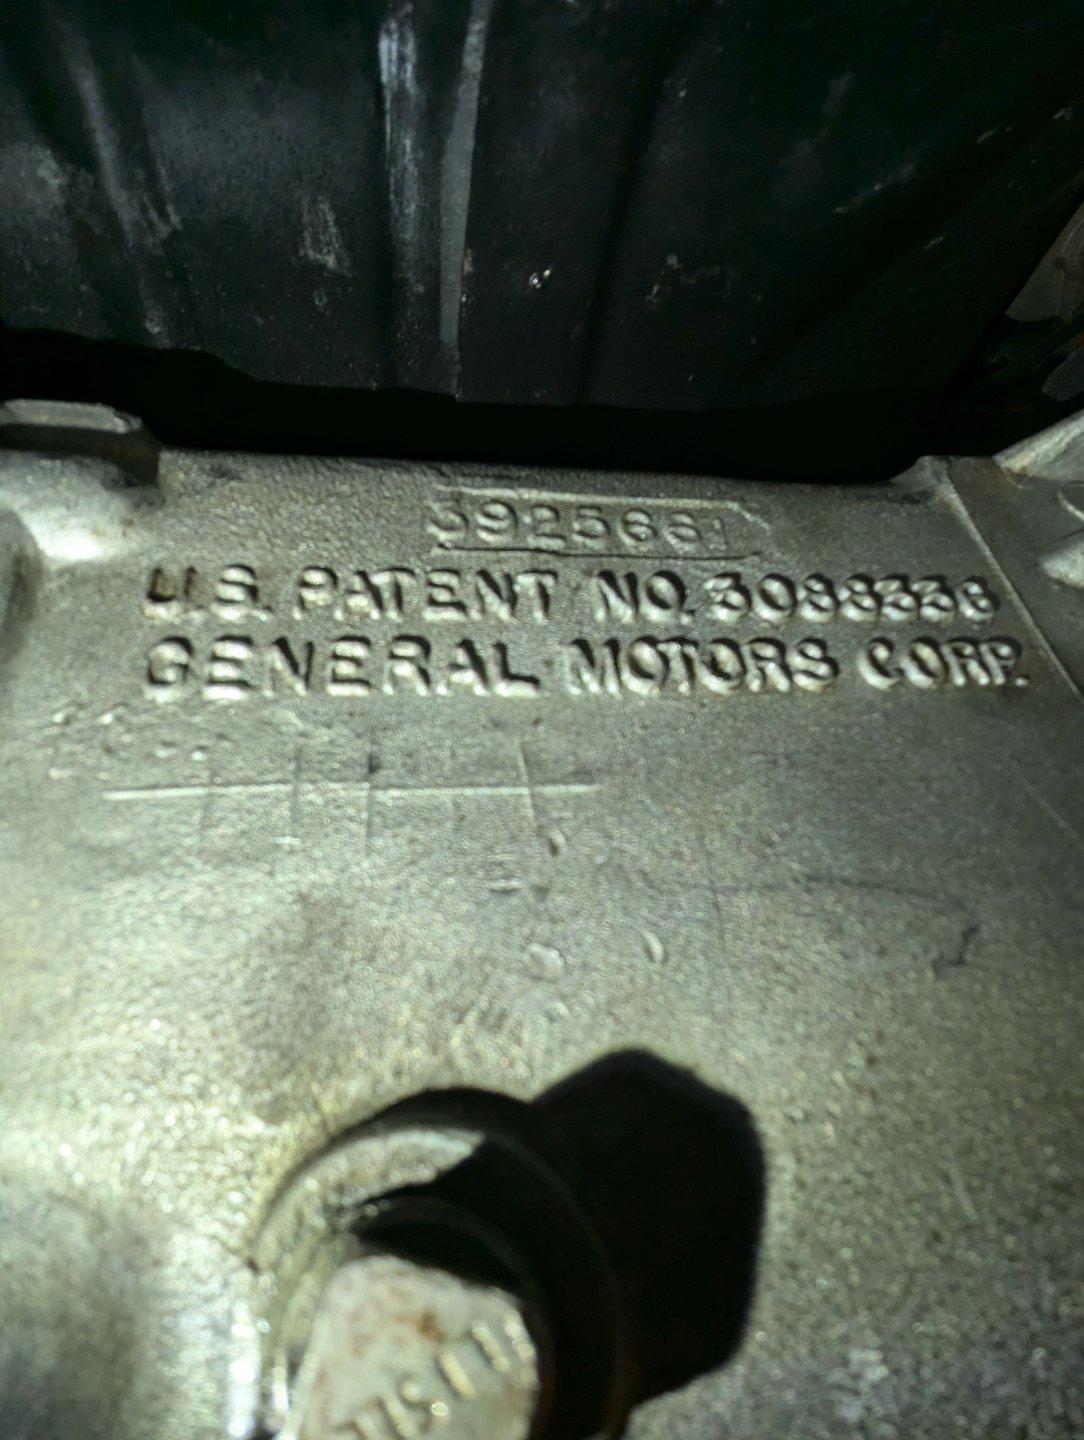 3925661
U.S. PATENT NO. 3088336
GENERAL MOTORS CORP.